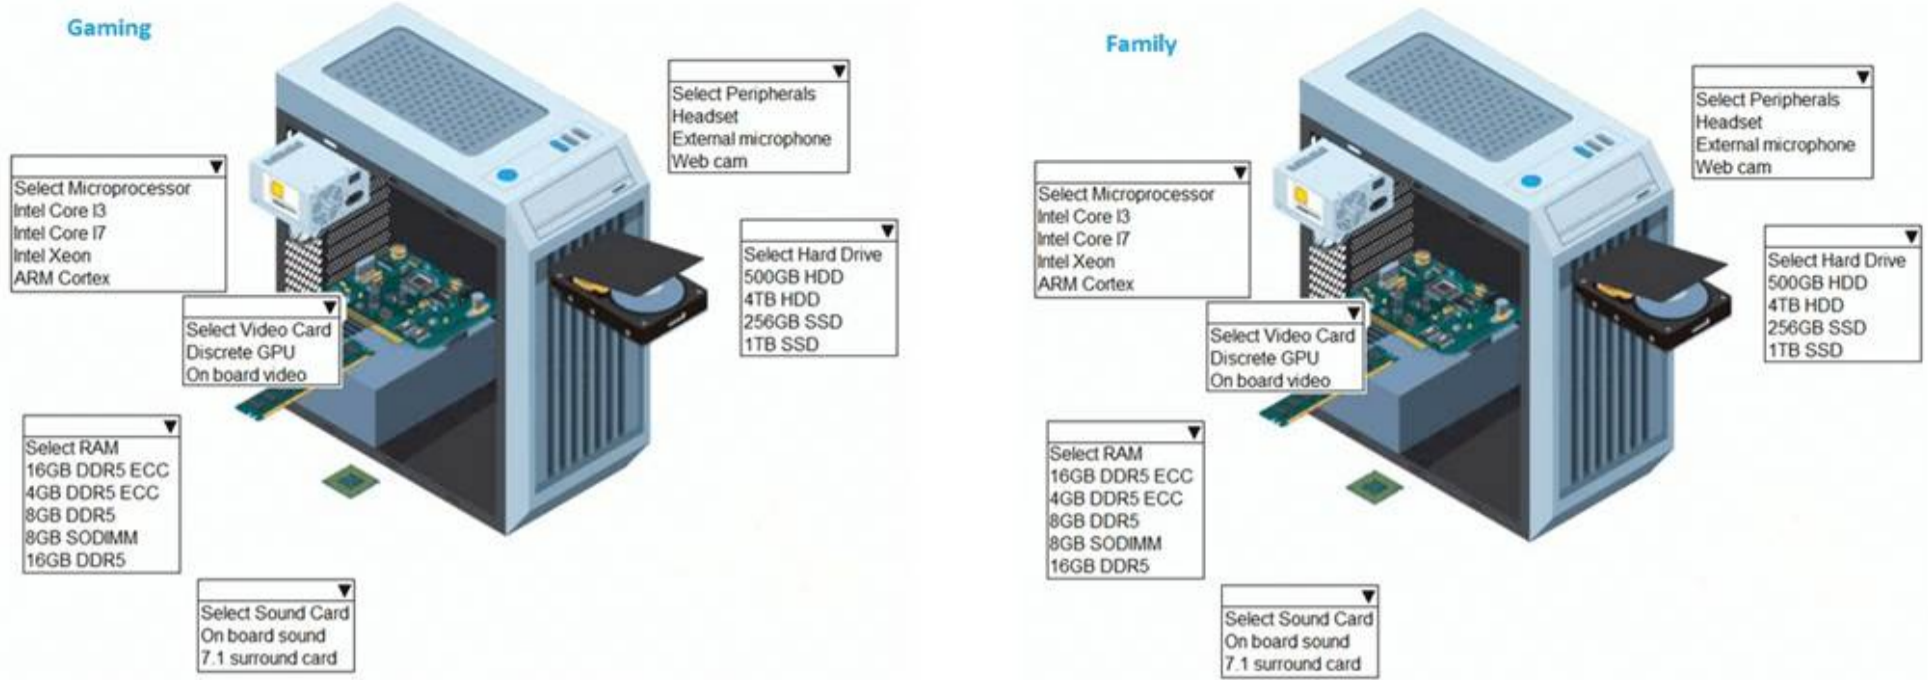 Gaming
Select Peripherals
Headset
External microphone
Web cam
Select Microprocessor
Intel Core I3
Intel Core I7
Intel Xeon
ARM Cortex
Select Hard Drive
500GB HDD
4TB HDD
256GB SSD
1TB SSD
Select Video Card
Discrete GPU
On board video
Select RAM
16GB DDR5 ECC
4GB DDR5 ECC
8GB DDR5
8GB SODIMM
16GB DDR5
Select Sound Card
On board sound
7.1 surround card
Family
Select Peripherals
Headset
External microphone
Web cam
Select Microprocessor
Intel Core I3
Intel Core I7
Intel Xeon
ARM Cortex
Select Hard Drive
500GB HDD
4TB HDD
256GB SSD
1TB SSD
Select Video Card
Discrete GPU
On board video
Select RAM
16GB DDR5 ECC
4GB DDR5 ECC
8GB DDR5
8GB SODIMM
16GB DDR5
Select Sound Card
On board sound
7.1 surround card